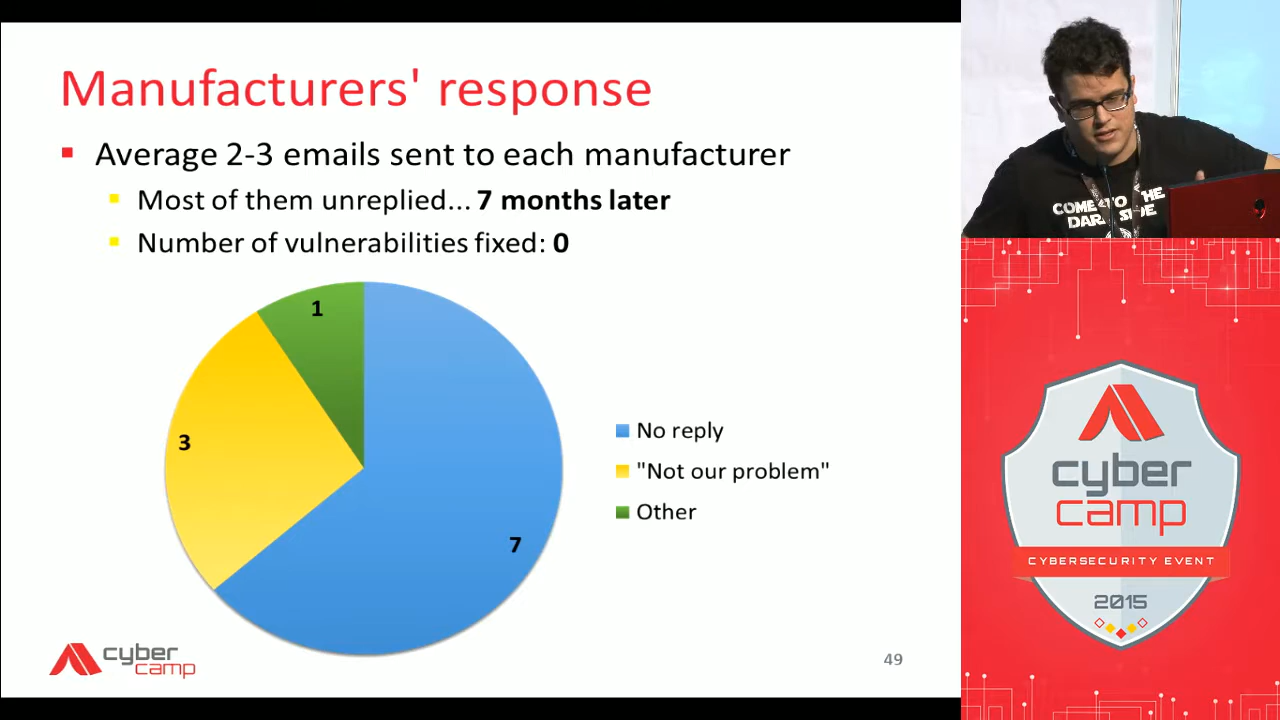 Manufacturers' response
Average 2-3 emails sent to each manufacturer
Most of them unreplied... 7 months later
Number of vulnerabilities fixed: 0
1
3
7
No reply
"Not our problem"
Other
cyber
camp
49
COME TO THE
DARK SIDE
cyber
camp
CYBERSECURITY EVENT
2015